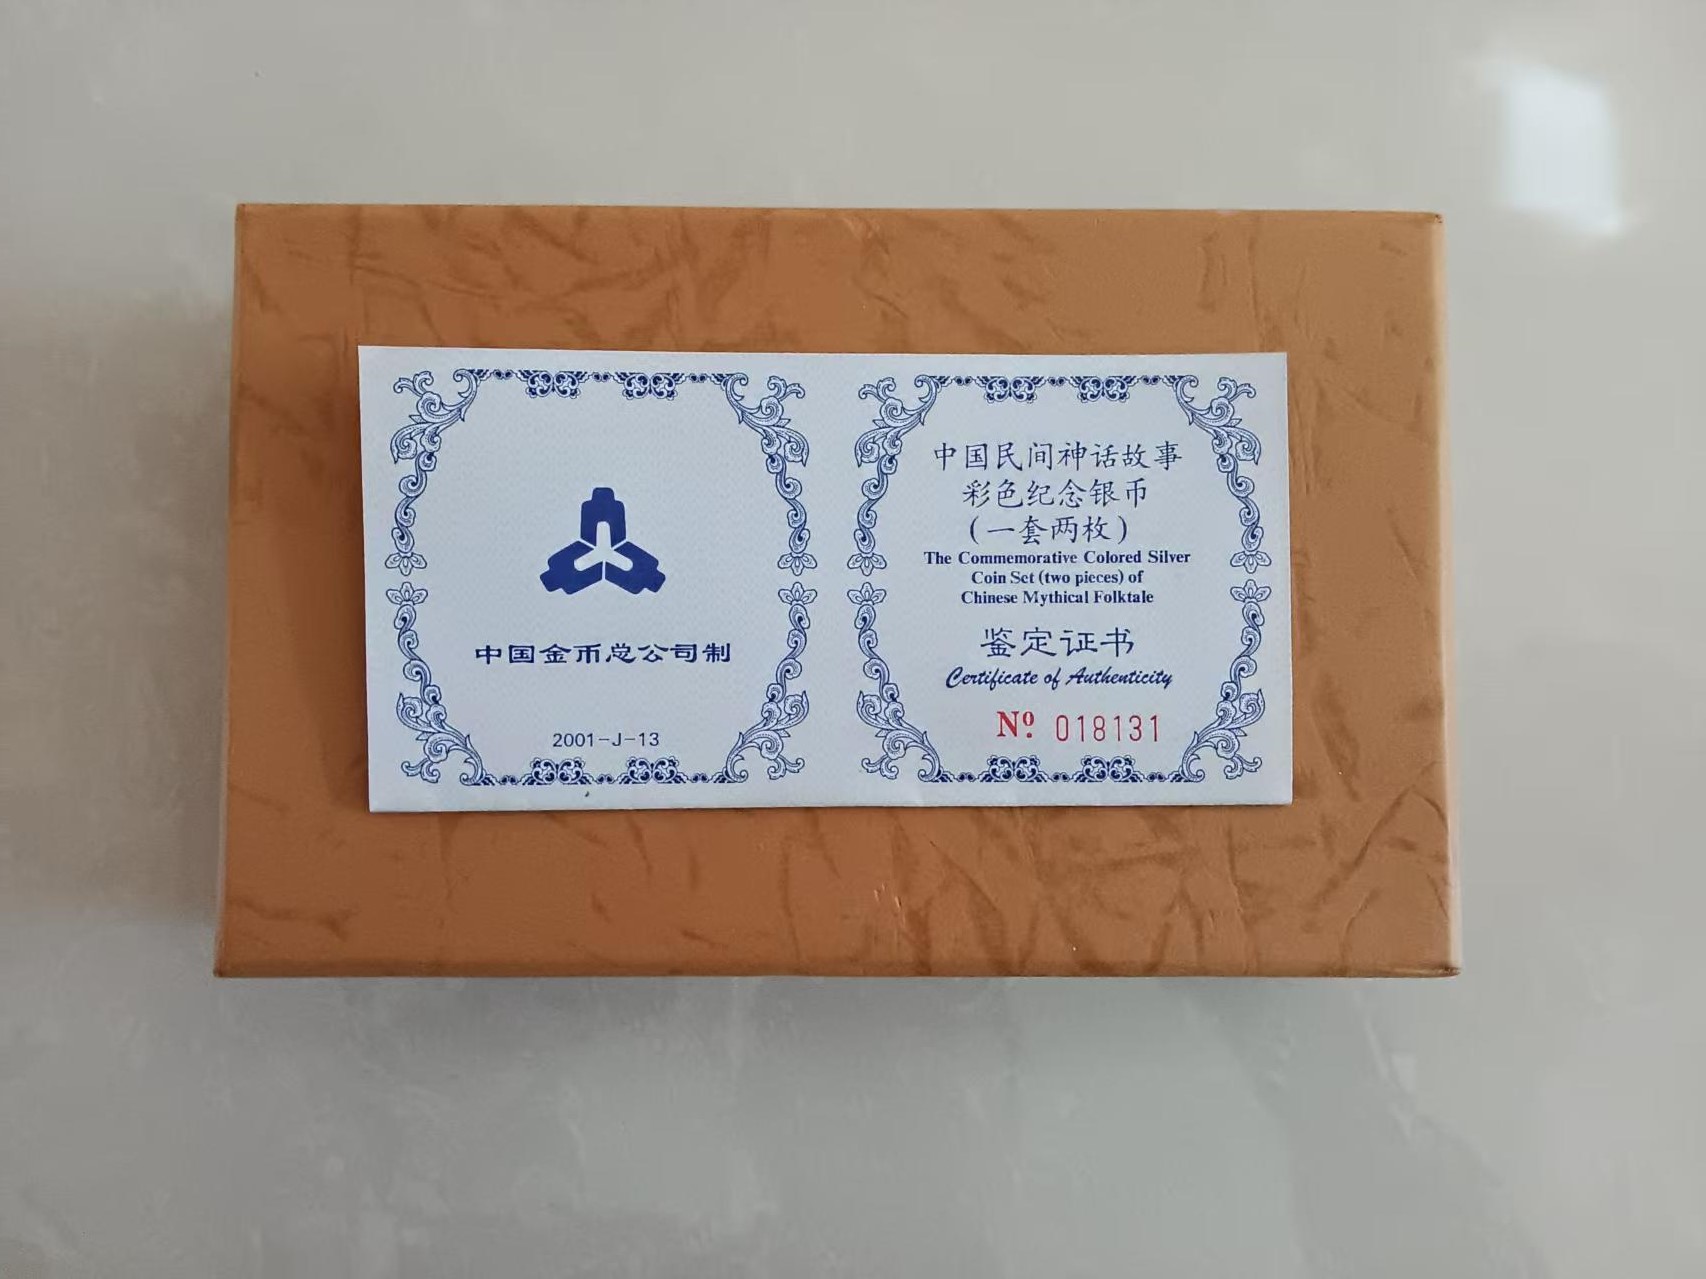 中国金币总公司制
2001-J-13
中国民间神话故事
彩色纪念银币
(一套两枚)
The Commemorative Colored Silver
Coin Set (two pieces) of
Chinese Mythical Folktale
鉴定证书
Certificate of Authenticity
Nº 018131